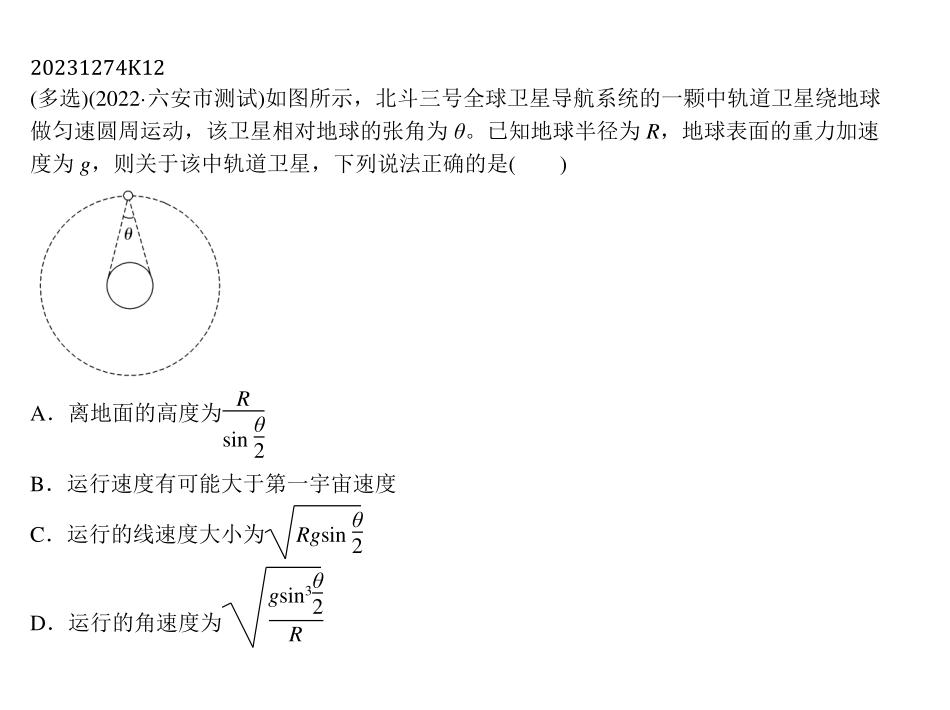 20231274K12
(多选)(2022·六安市测试)如图所示，北斗三号全球卫星导航系统的一颗中轨道卫星绕地球
做匀速圆周运动，该卫星相对地球的张角为 θ。已知地球半径为 R，地球表面的重力加速
度为 g，则关于该中轨道卫星，下列说法正确的是(　　)
θ
A．离地面的高度为\frac{R}{\sin\frac{θ}{2}}
B．运行速度有可能大于第一宇宙速度
C．运行的线速度大小为\sqrt{Rg\sin\frac{θ}{2}}
D．运行的角速度为\sqrt{\frac{g\sin^3\frac{θ}{2}}{R}}